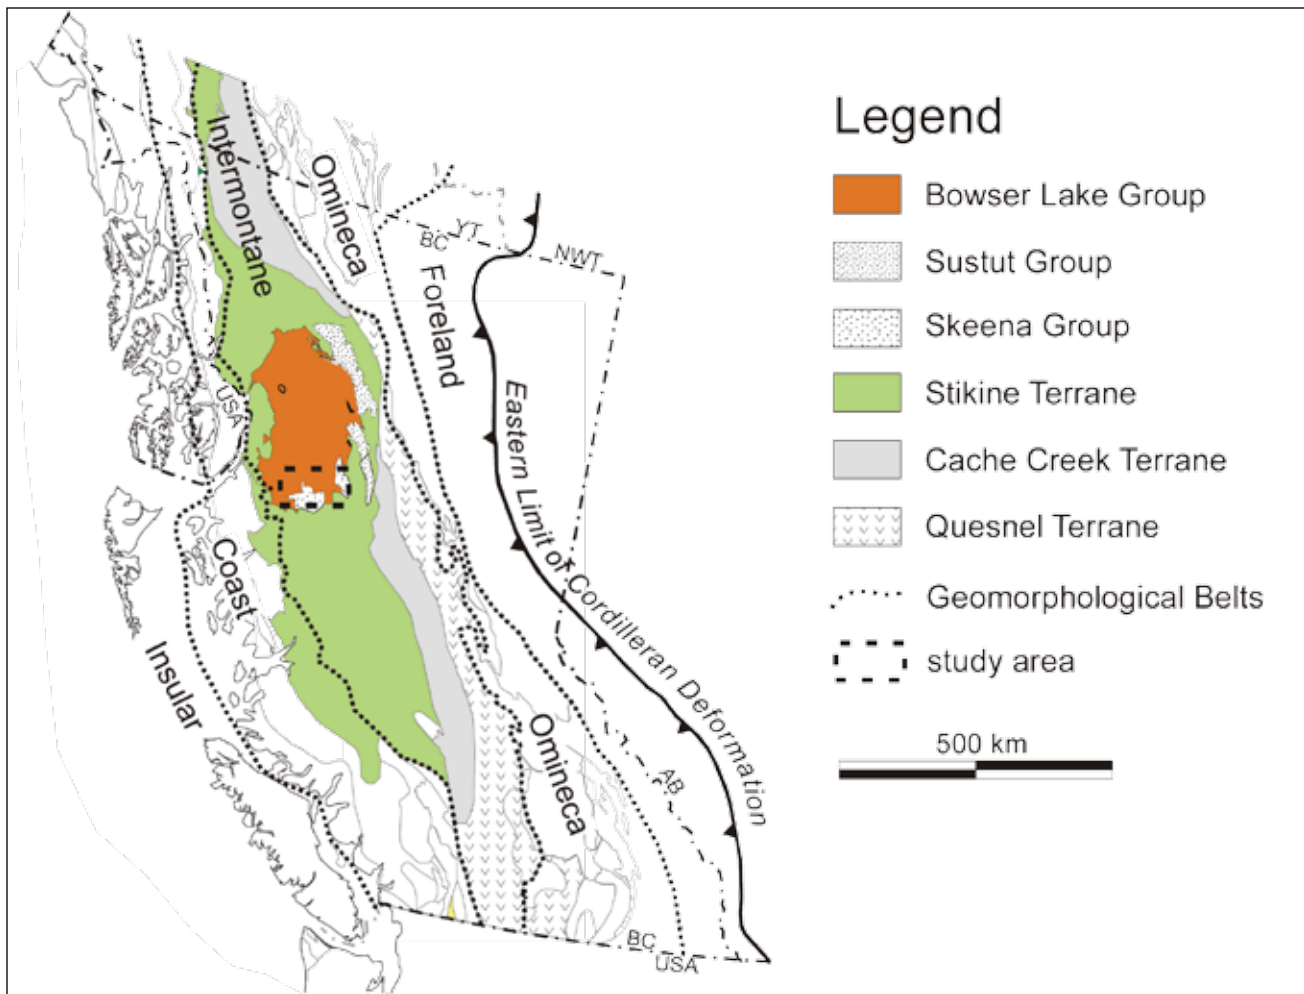 Legend
Bowser Lake Group
Sustut Group
Skeena Group
Stikine Terrane
Cache Creek Terrane
Quesnel Terrane
Geomorphological Belts
study area
500 km
Intermontane
Omineca
YT
BC
NWT
Foreland
USA
Eastern Limit of Cordilleran Deformation
Coast
Insular
Omineca
AB
BC
USA